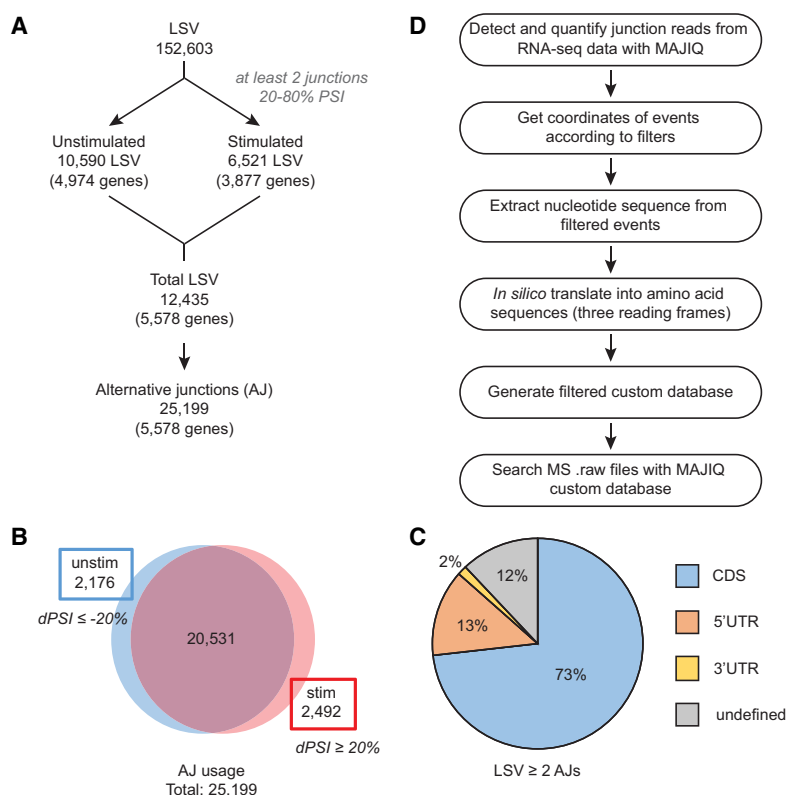 A
LSV
152,603
at least 2 junctions
20-80% PSI
Unstimulated
10,590 LSV
(4,974 genes)
Stimulated
6,521 LSV
(3,877 genes)
Total LSV
12,435
(5,578 genes)
Alternative junctions (AJ)
25,199
(5,578 genes)
B
unstim
2,176
dPSI ≤ -20%
20,531
stim
2,492
dPSI ≥ 20%
AJ usage
Total: 25,199
D
Detect and quantify junction reads from
RNA-seq data with MAJIQ
Get coordinates of events
according to filters
Extract nucleotide sequence from
filtered events
In silico translate into amino acid
sequences (three reading frames)
Generate filtered custom database
Search MS .raw files with MAJIQ
custom database
C
2%
12%
13%
73%
LSV ≥ 2 AJs
CDS
5'UTR
3'UTR
undefined